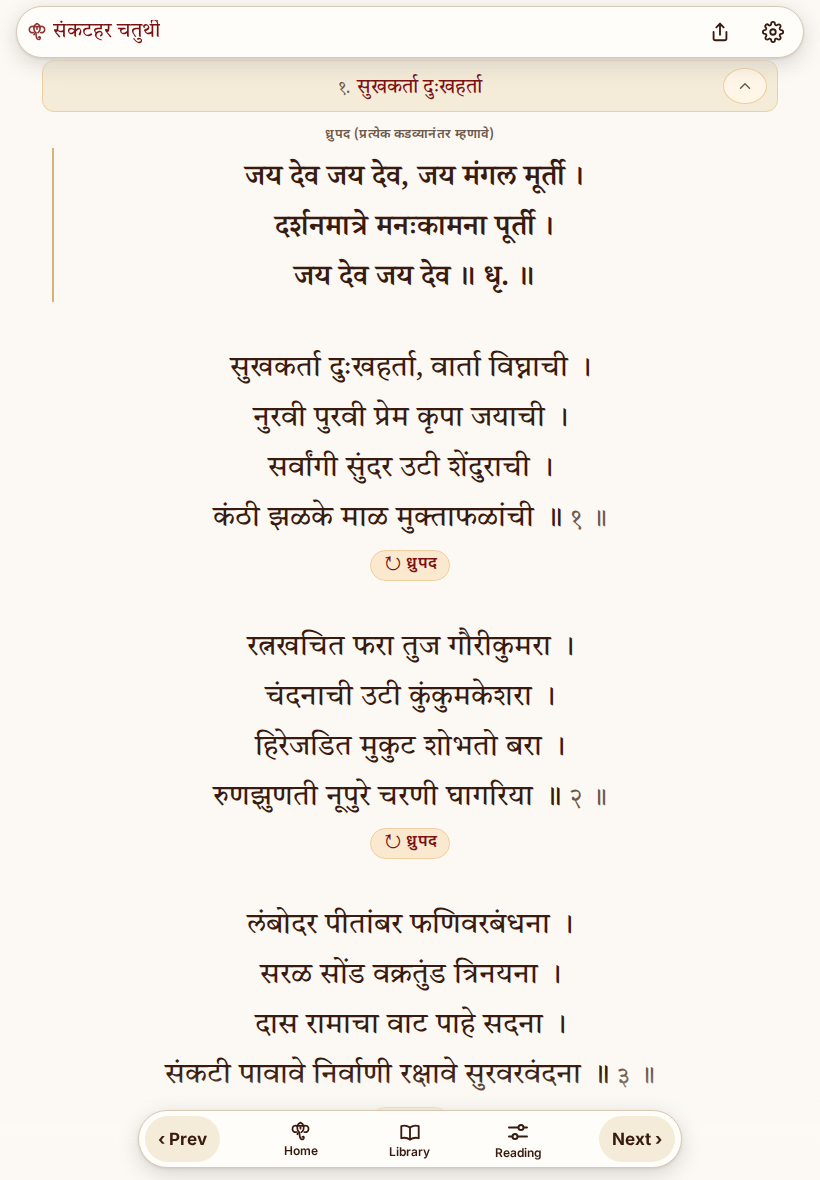 संकटहर चतुर्थी
१. सुखकर्ता दुःखहर्ता
ध्रुपद (प्रत्येक कडव्यानंतर म्हणावे)
जय देव जय देव, जय मंगल मूर्ती ।
दर्शनमात्रे मनःकामना पूर्ती ।
जय देव जय देव ॥ धृ. ॥
सुखकर्ता दुःखहर्ता, वार्ता विघ्नाची ।
नुरवी पुरवी प्रेम कृपा जयाची ।
सर्वांगी सुंदर उटी शेंदुराची ।
कंठी झळके माळ मुक्ताफळांची ॥ १ ॥
↻ ध्रुपद
रत्नखचित फरा तुज गौरीकुमरा ।
चंदनाची उटी कुंकुमकेशरा ।
हिरेजडित मुकुट शोभतो बरा ।
रुणझुणती नूपुरे चरणी घागरिया ॥ २ ॥
↻ ध्रुपद
लंबोदर पीतांबर फणिवरबंधना ।
सरळ सोंड वक्रतुंड त्रिनयना ।
दास रामाचा वाट पाहे सदना ।
संकटी पावावे निर्वाणी रक्षावे सुरवरवंदना ॥ ३ ॥
‹ Prev
Home
Library
Reading
Next ›